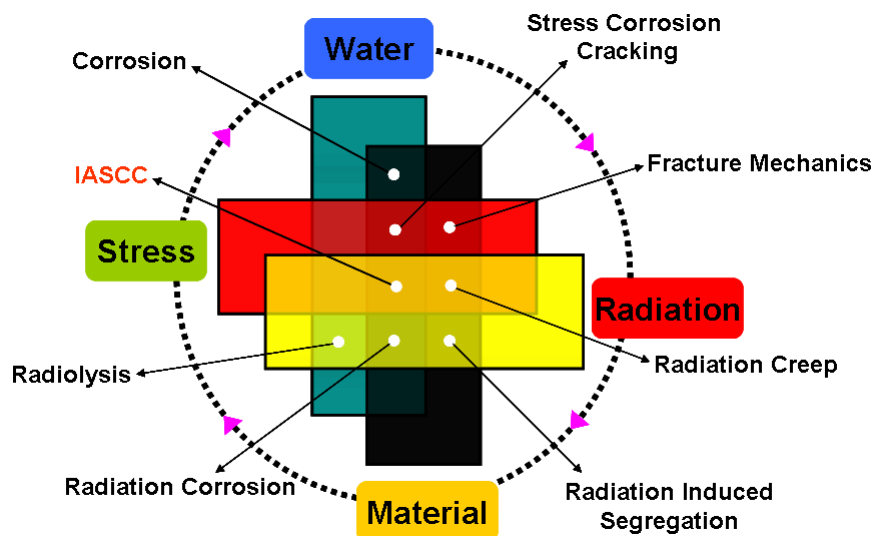 Stress Corrosion
Cracking
Water
Corrosion
Fracture Mechanics
IASCC
Stress
Radiation
Radiation Creep
Radiolysis
Radiation Corrosion
Radiation Induced
Segregation
Material